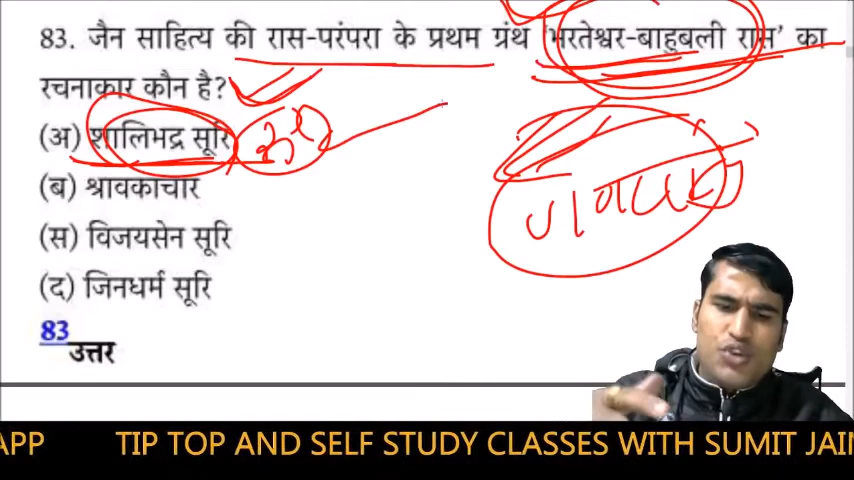 83. जैन साहित्य की रास-परंपरा के प्रथम ग्रंथ 'भरतेश्वर-बाहुबली रास' का
रचनाकार कौन है?
(अ) शालिभद्र सूरि
(ब) श्रावकाचार
(स) विजयसेन सूरि
(द) जिनधर्म सूरि
83
उत्तर
APP TIP TOP AND SELF STUDY CLASSES WITH SUMIT JAIN